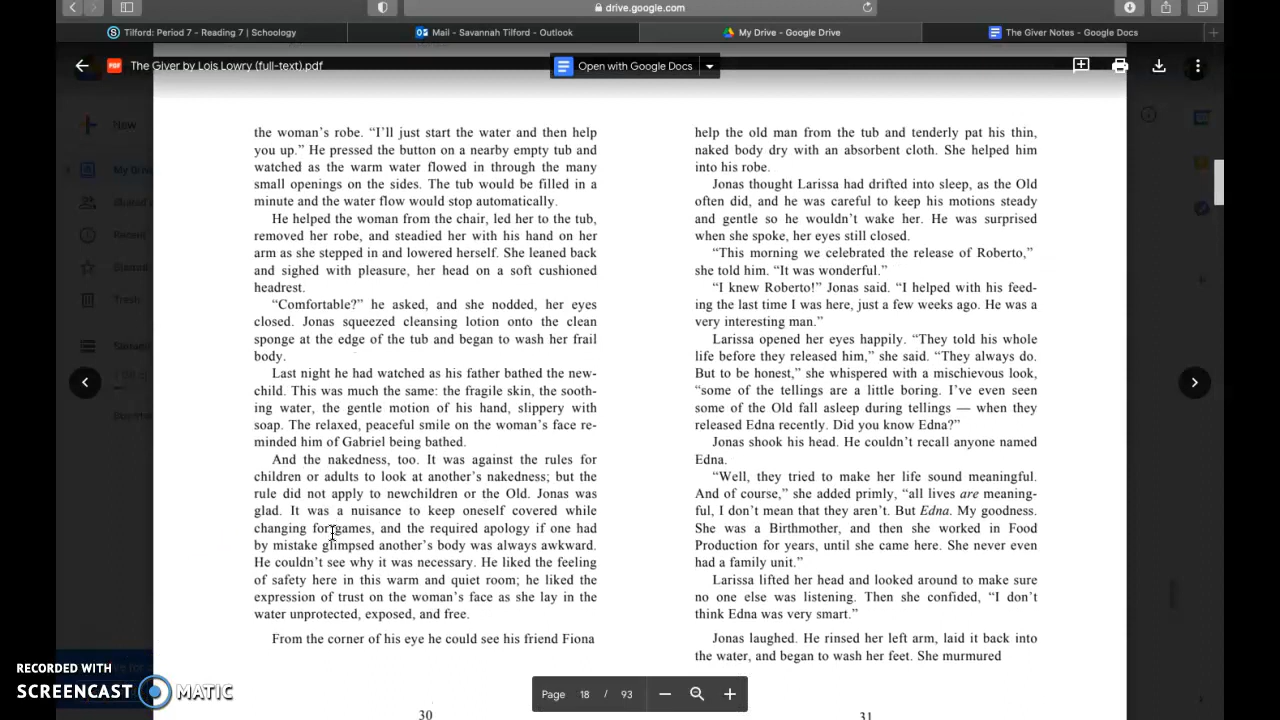 drive.google.com
Tilford: Period 7 - Reading 7 | Schoology
Mail - Savannah Tilford - Outlook
My Drive - Google Drive
The Giver Notes - Google Docs
PDF
The Giver by Lois Lowry (full-text).pdf
Open with Google Docs
New
My Drive
Shared
Recent
Starred
Trash
Storage
the woman’s robe. “I’ll just start the water and then help
you up.” He pressed the button on a nearby empty tub and
watched as the warm water flowed in through the many
small openings on the sides. The tub would be filled in a
minute and the water flow would stop automatically.
He helped the woman from the chair, led her to the tub,
removed her robe, and steadied her with his hand on her
arm as she stepped in and lowered herself. She leaned back
and sighed with pleasure, her head on a soft cushioned
headrest.
“Comfortable?” he asked, and she nodded, her eyes
closed. Jonas squeezed cleansing lotion onto the clean
sponge at the edge of the tub and began to wash her frail
body.
Last night he had watched as his father bathed the new-
child. This was much the same: the fragile skin, the sooth-
ing water, the gentle motion of his hand, slippery with
soap. The relaxed, peaceful smile on the woman’s face re-
minded him of Gabriel being bathed.
And the nakedness, too. It was against the rules for
children or adults to look at another’s nakedness; but the
rule did not apply to newchildren or the Old. Jonas was
glad. It was a nuisance to keep oneself covered while
changing for games, and the required apology if one had
by mistake glimpsed another’s body was always awkward.
He couldn’t see why it was necessary. He liked the feeling
of safety here in this warm and quiet room; he liked the
expression of trust on the woman’s face as she lay in the
water unprotected, exposed, and free.
From the corner of his eye he could see his friend Fiona
30
help the old man from the tub and tenderly pat his thin,
naked body dry with an absorbent cloth. She helped him
into his robe.
Jonas thought Larissa had drifted into sleep, as the Old
often did, and he was careful to keep his motions steady
and gentle so he wouldn’t wake her. He was surprised
when she spoke, her eyes still closed.
“This morning we celebrated the release of Roberto,”
she told him. “It was wonderful.”
“I knew Roberto!” Jonas said. “I helped with his feed-
ing the last time I was here, just a few weeks ago. He was a
very interesting man.”
Larissa opened her eyes happily. “They told his whole
life before they released him,” she said. “They always do.
But to be honest,” she whispered with a mischievous look,
“some of the tellings are a little boring. I’ve even seen
some of the Old fall asleep during tellings — when they
released Edna recently. Did you know Edna?”
Jonas shook his head. He couldn’t recall anyone named
Edna.
“Well, they tried to make her life sound meaningful.
And of course,” she added primly, “all lives are meaning-
ful, I don’t mean that they aren’t. But Edna. My goodness.
She was a Birthmother, and then she worked in Food
Production for years, until she came here. She never even
had a family unit.”
Larissa lifted her head and looked around to make sure
no one else was listening. Then she confided, “I don’t
think Edna was very smart.”
Jonas laughed. He rinsed her left arm, laid it back into
the water, and began to wash her feet. She murmured
31
Page 18 / 93
RECORDED WITH
SCREENCAST MATIC